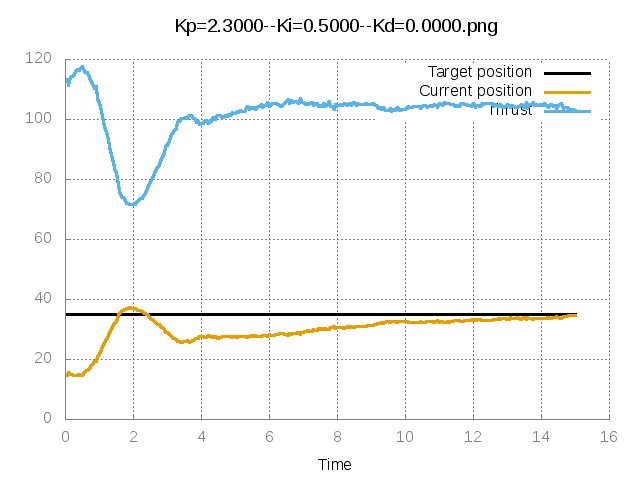 Kp=2.3000--Ki=0.5000--Kd=0.0000.png
120
100
80
60
40
20
0
Target position
Current position
Thrust
0 2 4 6 8 10 12 14 16
Time